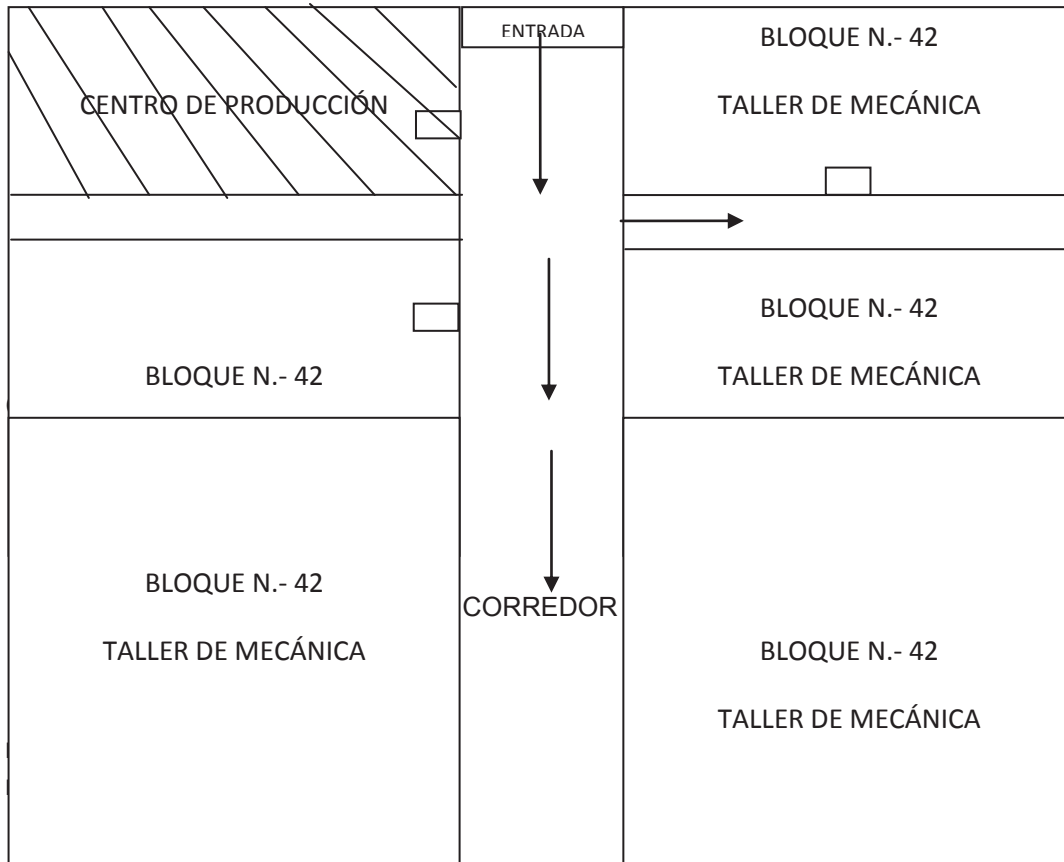 ENTRADA
CENTRO DE PRODUCCIÓN
BLOQUE N.- 42
TALLER DE MECÁNICA
BLOQUE N.- 42
BLOQUE N.- 42
TALLER DE MECÁNICA
BLOQUE N.- 42
TALLER DE MECÁNICA
CORREDOR
BLOQUE N.- 42
TALLER DE MECÁNICA